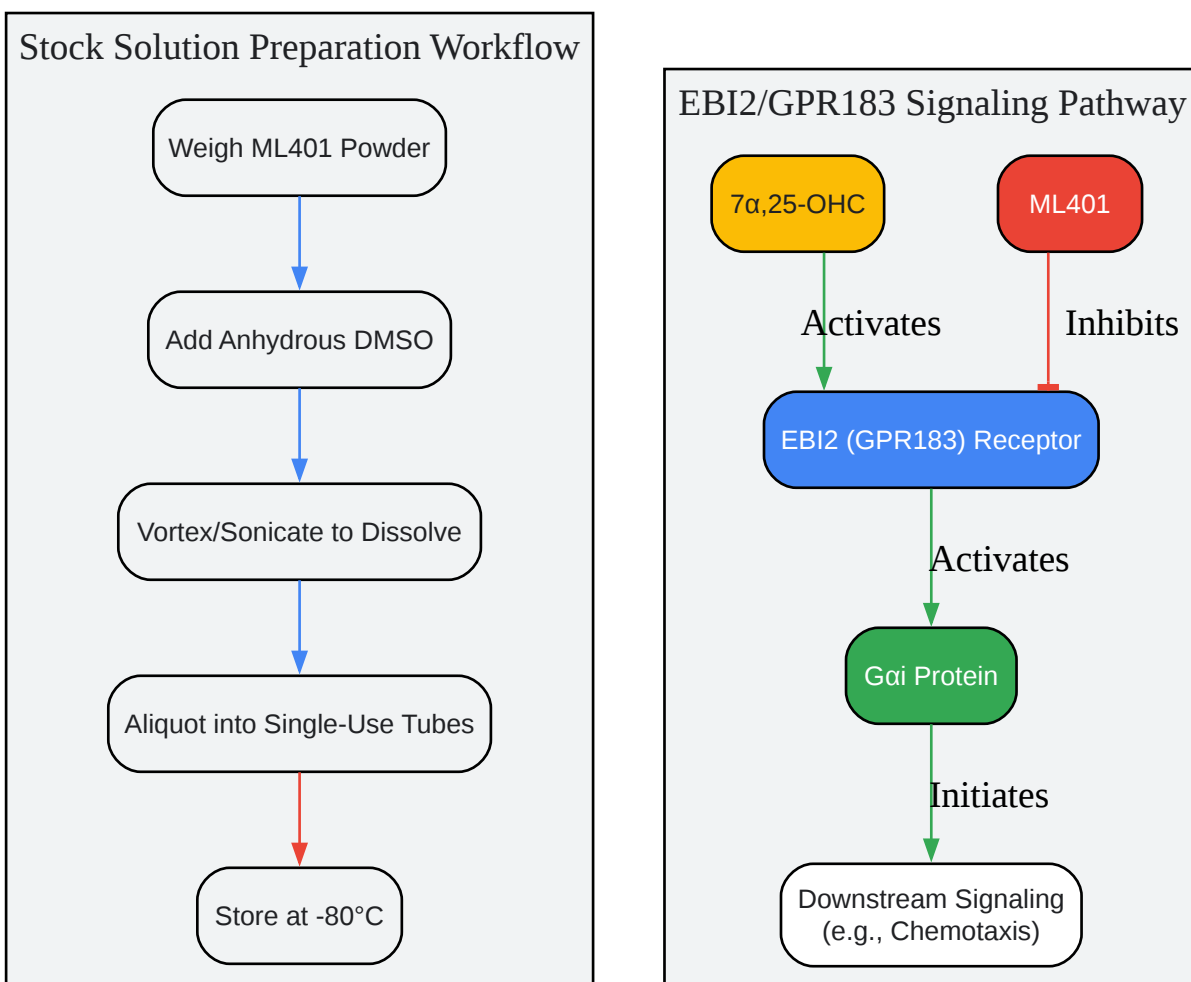 Stock Solution Preparation Workflow
Weigh ML401 Powder
Add Anhydrous DMSO
Vortex/Sonicate to Dissolve
Aliquot into Single-Use Tubes
Store at -80°C
EBI2/GPR183 Signaling Pathway
7α,25-OHC
ML401
Activates
Inhibits
EBI2 (GPR183) Receptor
Activates
Gαi Protein
Initiates
Downstream Signaling
(e.g., Chemotaxis)